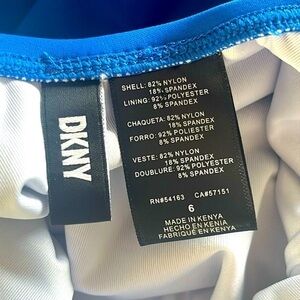 DKNY
SHELL: 82% NYLON
18% SPANDEX
LINING: 92% POLYESTER
8% SPANDEX
CHAQUETA: 82% NYLON
18% SPANDEX
FORRO: 92% POLIESTER
8% SPANDEX
VESTE: 82% NYLON
18% SPANDEX
DOUBLURE: 92% POLYESTER
8% SPANDEX
RN#54163 CA#57151
6
MADE IN KENYA
HECHO EN KENIA
FABRIQUÉ EN KENYA